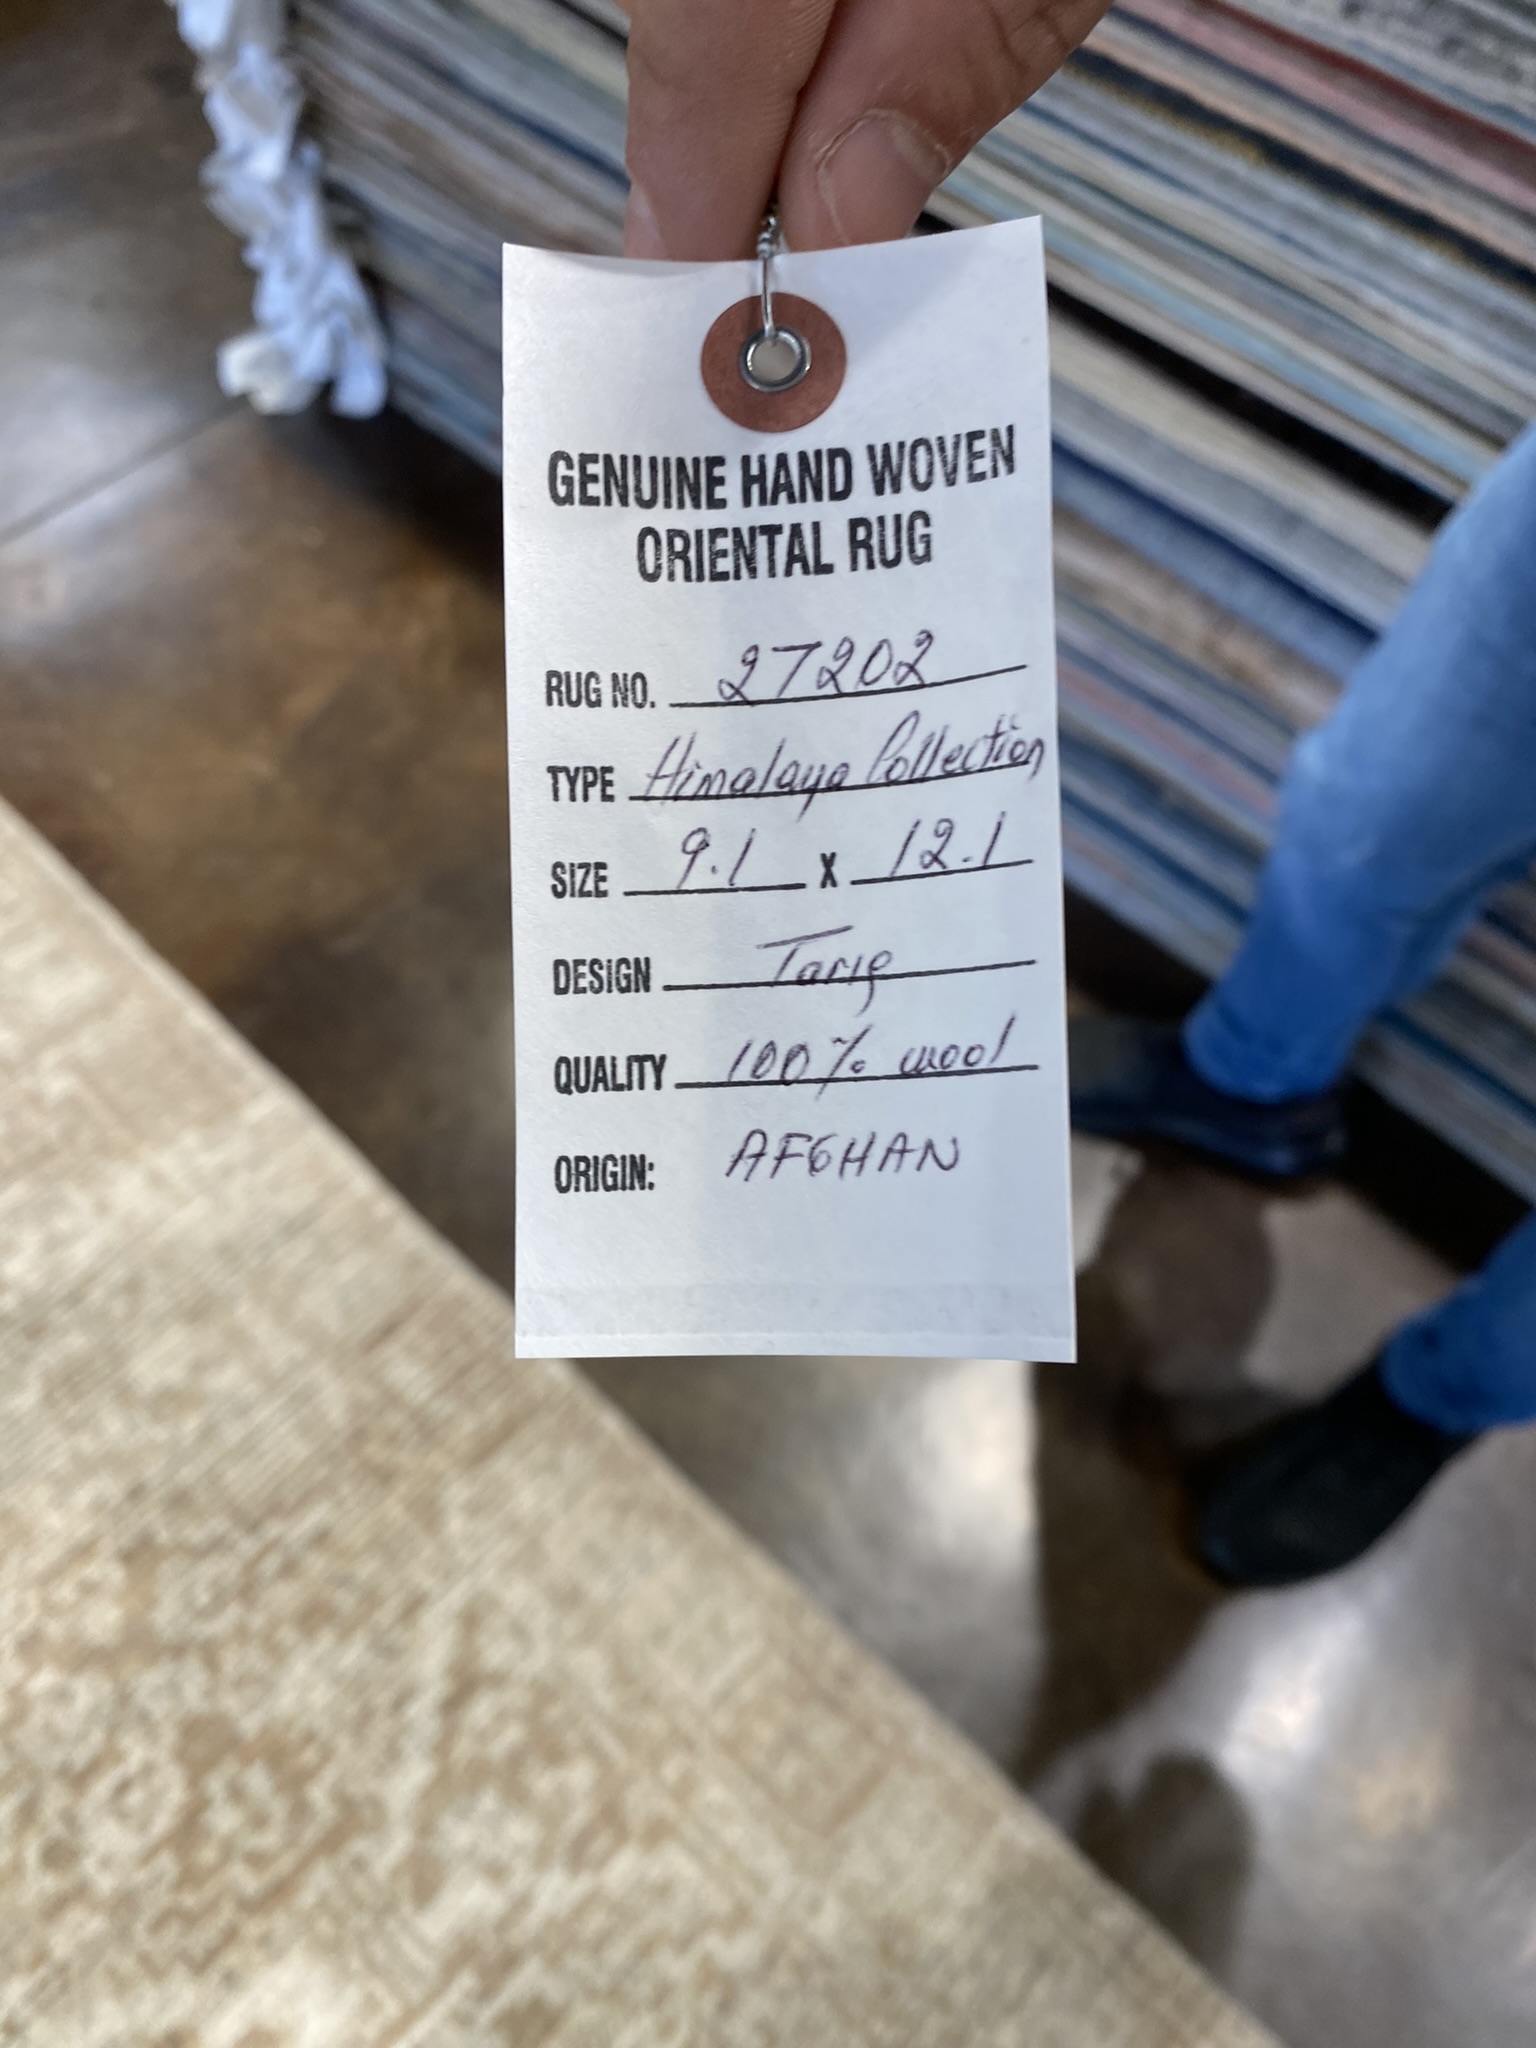 GENUINE HAND WOVEN
ORIENTAL RUG
RUG NO. 27202
TYPE Himalaya Collection
SIZE 9.1 X 12.1
DESIGN Tariq
QUALITY 100% wool
ORIGIN: AFGHAN